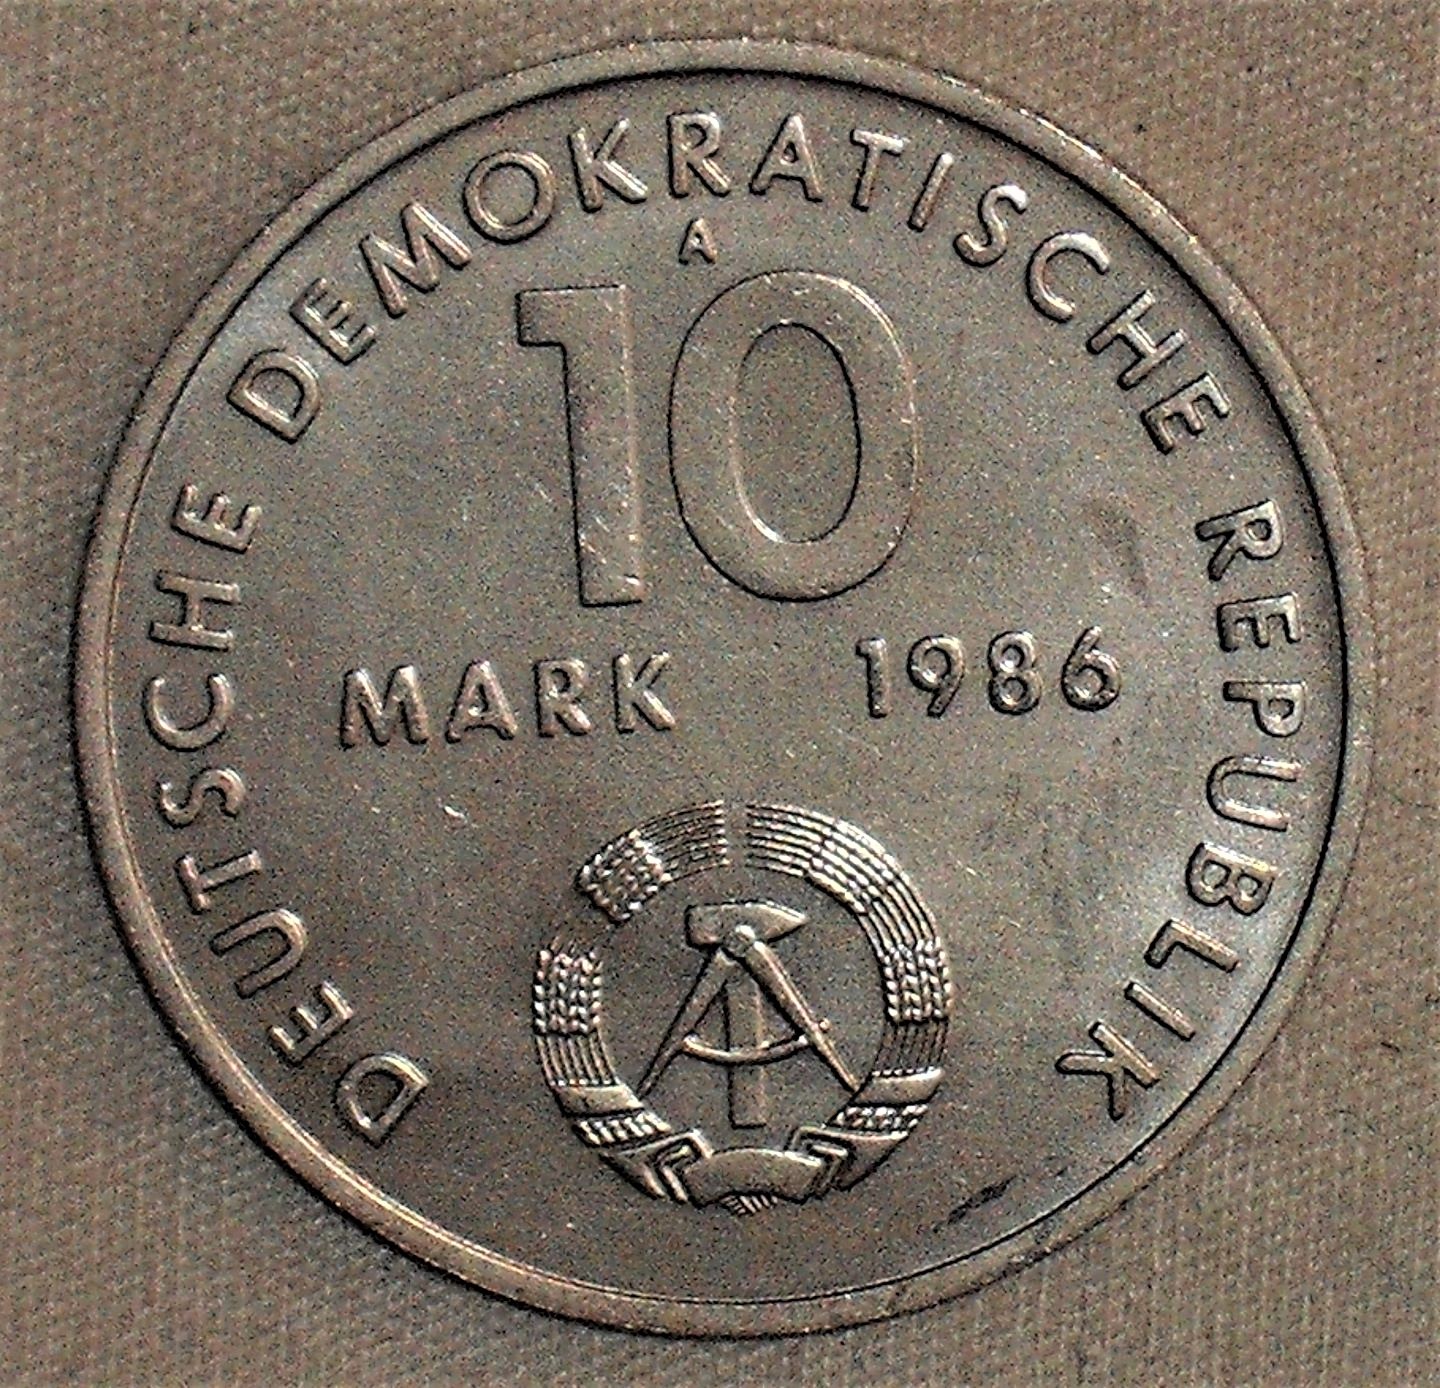 DEUTSCHE DEMOKRATISCHE REPUBLIK
A
10
MARK 1986